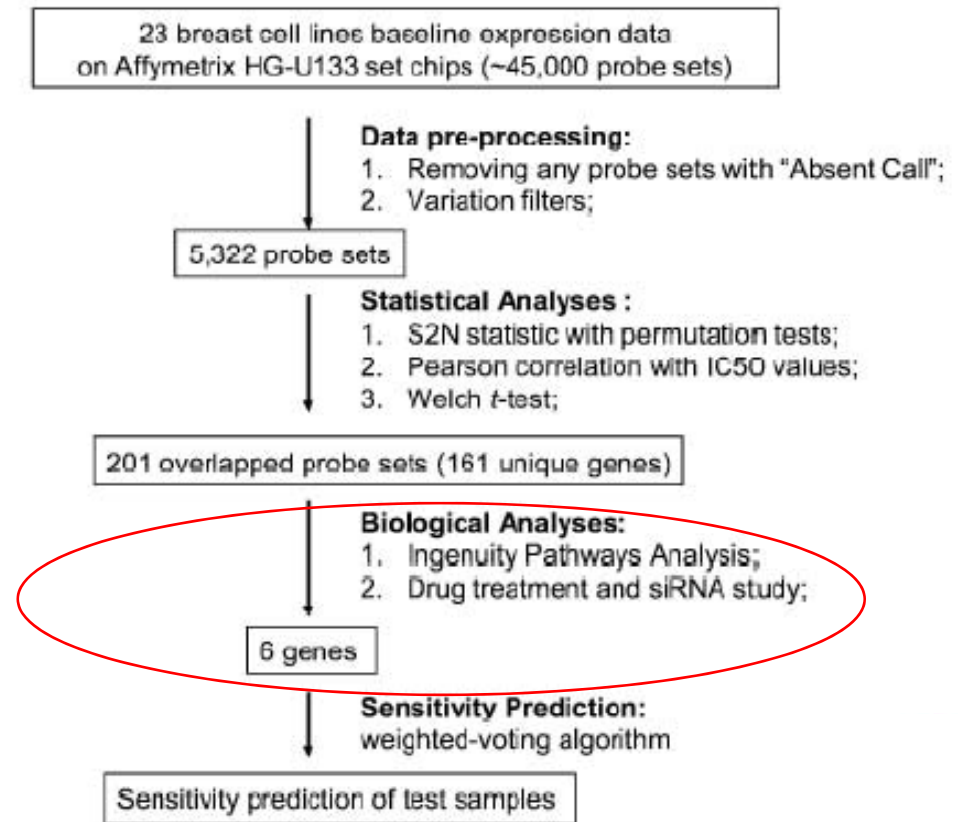 23 breast cell lines baseline expression data
on Affymetrix HG-U133 set chips (~45,000 probe sets)
Data pre-processing:
1. Removing any probe sets with “Absent Call”;
2. Variation filters;
5,322 probe sets
Statistical Analyses :
1. S2N statistic with permutation tests;
2. Pearson correlation with IC50 values;
3. Welch t-test;
201 overlapped probe sets (161 unique genes)
Biological Analyses:
1. Ingenuity Pathways Analysis;
2. Drug treatment and siRNA study;
6 genes
Sensitivity Prediction:
weighted-voting algorithm
Sensitivity prediction of test samples